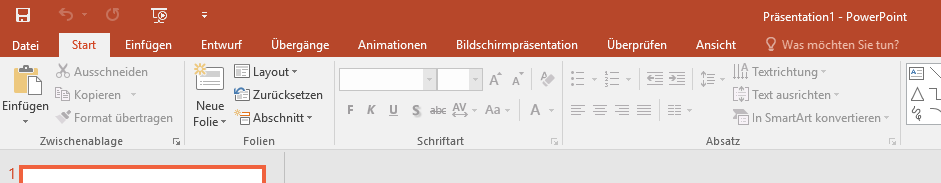 Präsentation1 - PowerPoint
Datei Start Einfügen Entwurf Übergänge Animationen Bildschirmpräsentation Überprüfen Ansicht Was möchten Sie tun?
Einfügen
Ausschneiden
Kopieren
Format übertragen
Zwischenablage
Neue
Folie
Layout
Zurücksetzen
Abschnitt
Folien
A A A
F K U S abc AV Aa A
Schriftart
Textrichtung
Text ausrichten
In SmartArt konvertieren
Absatz
1